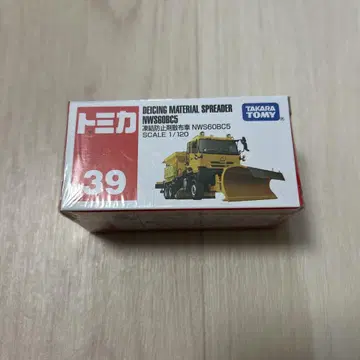 トミカ
39
DEICING MATERIAL SPREADER
NWS60BC5
凍結防止剤散布車 NWS60BC5
SCALE 1/120
TAKARA
TOMY